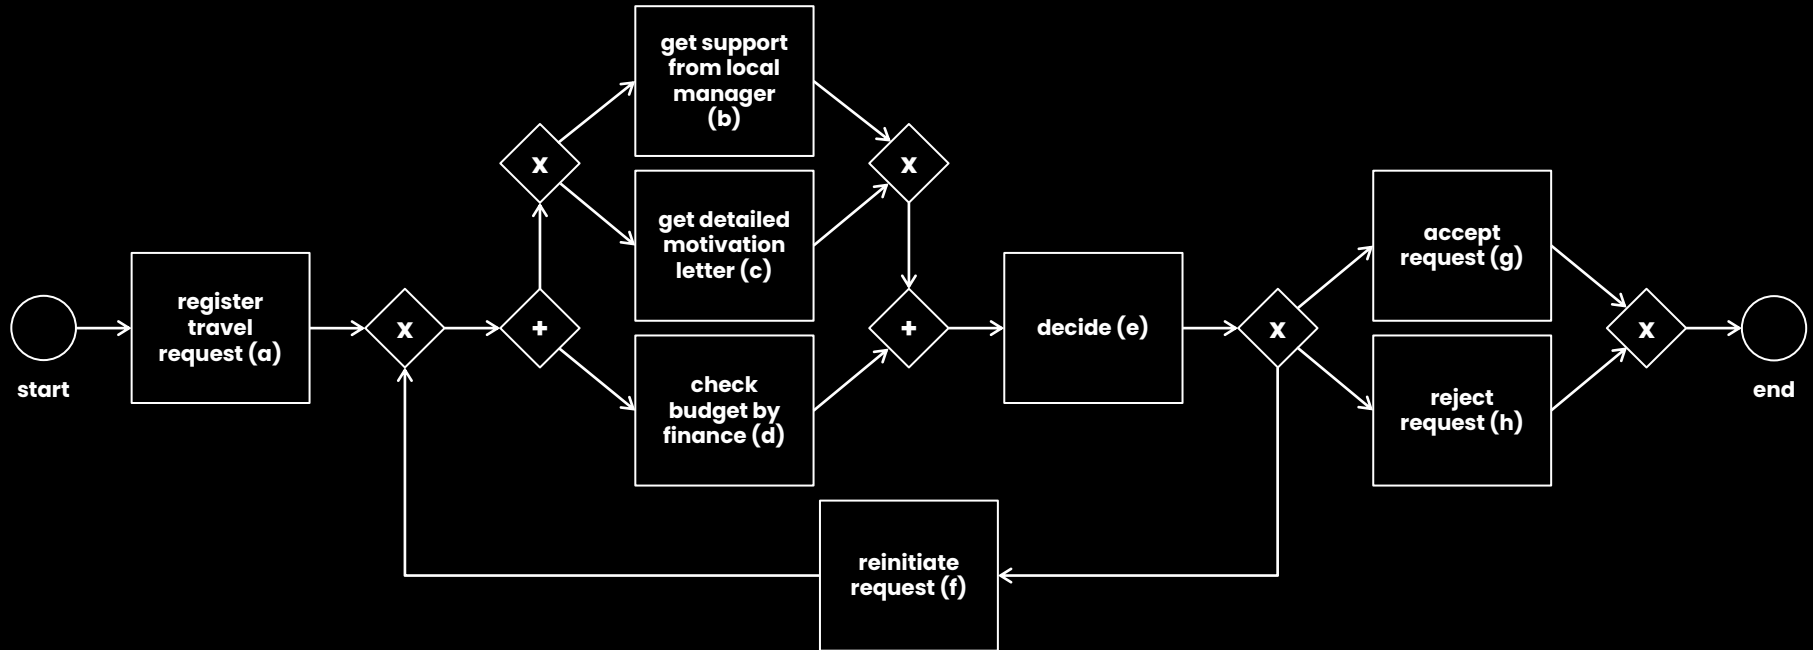 start
register
travel
request (a)
x
+
x
get support
from local
manager
(b)
get detailed
motivation
letter (c)
check
budget by
finance (d)
x
+
decide (e)
x
reinitiate
request (f)
accept
request (g)
reject
request (h)
x
end